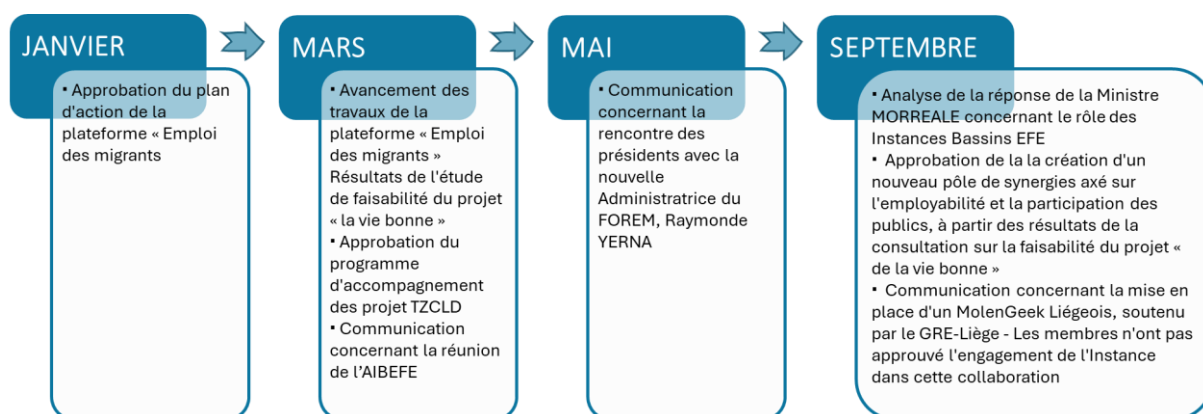 JANVIER
▪ Approbation du plan
d'action de la
plateforme « Emploi
des migrants
MARS
▪ Avancement des
travaux de la
plateforme « Emploi
des migrants »
Résultats de l'étude
de faisabilité du projet
« la vie bonne »
▪ Approbation du
programme
d'accompagnement
des projet TZCLD
▪ Communication
concernant la réunion
de l'AIBEFE
MAI
▪ Communication
concernant la
rencontre des
présidents avec la
nouvelle
Administratrice du
FOREM, Raymonde
YERNA
SEPTEMBRE
▪ Analyse de la réponse de la Ministre
MORREALE concernant le rôle des
Instances Bassins EFE
▪ Approbation de la la création d'un
nouveau pôle de synergies axé sur
l'employabilité et la participation des
publics, à partir des résultats de la
consultation sur la faisabilité du projet «
de la vie bonne »
▪ Communication concernant la mise en
place d'un MolenGeek Liégeois, soutenu
par le GRE-Liège - Les membres n'ont pas
approuvé l'engagement de l'Instance
dans cette collaboration